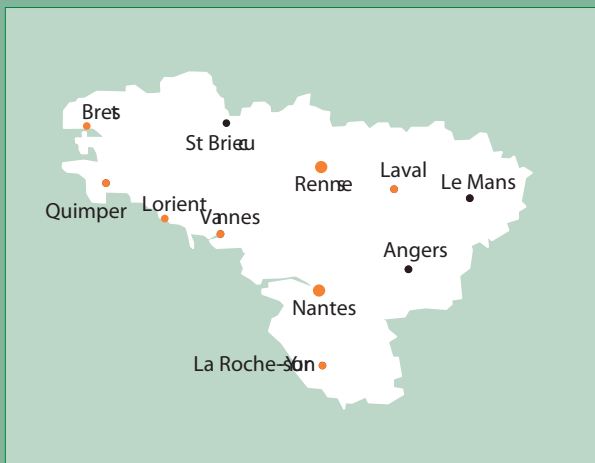 Brest
St Brieuc
Rennes
Laval
Le Mans
Quimper
Lorient
Vannes
Angers
Nantes
La Roche-sur-Yon